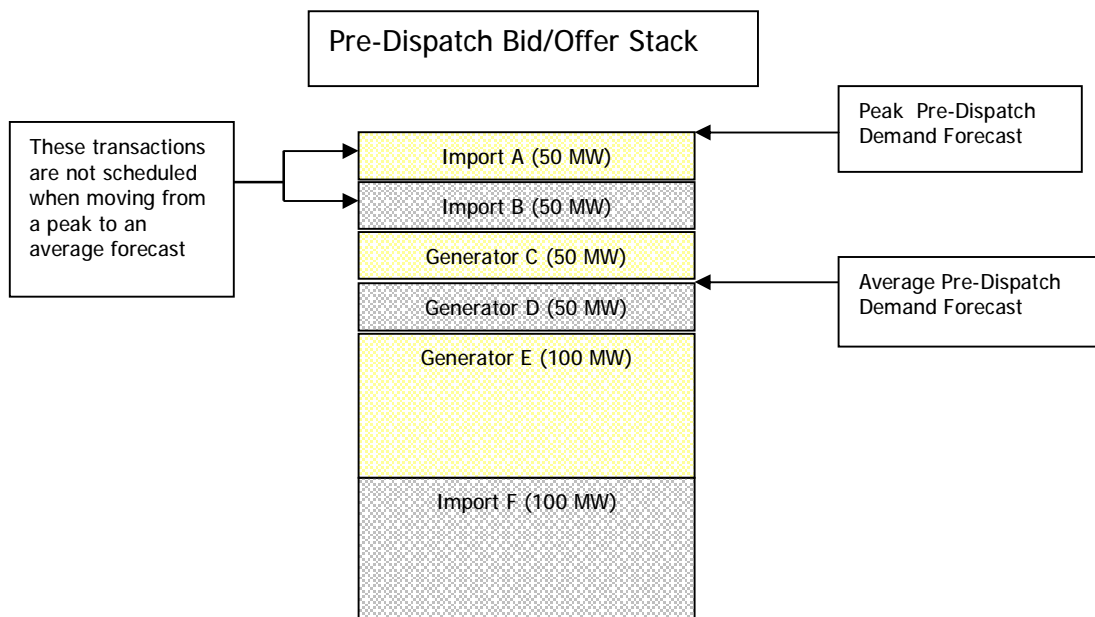 Pre-Dispatch Bid/Offer Stack
Peak Pre-Dispatch
Demand Forecast
These transactions
are not scheduled
when moving from
a peak to an
average forecast
Import A (50 MW)
Import B (50 MW)
Generator C (50 MW)
Average Pre-Dispatch
Demand Forecast
Generator D (50 MW)
Generator E (100 MW)
Import F (100 MW)